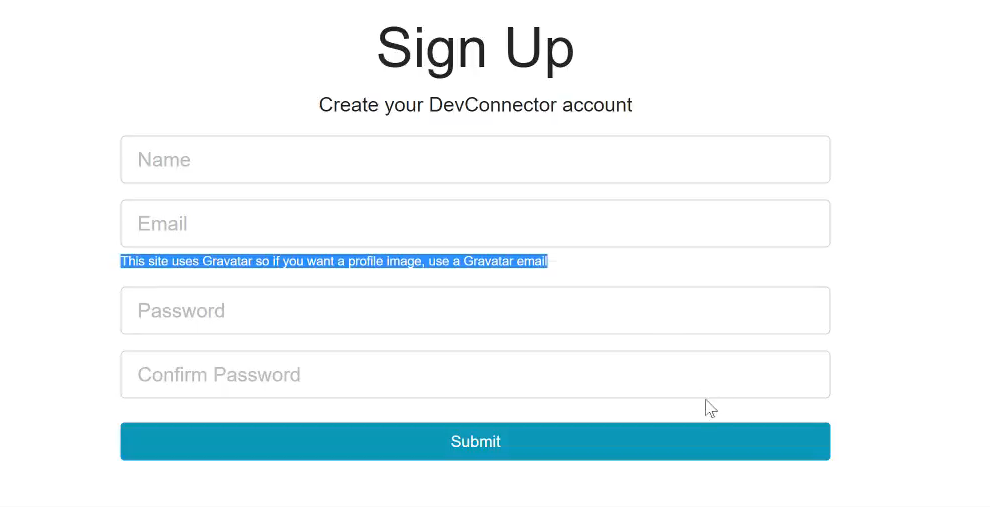 Sign Up
Create your DevConnector account
Name
Email
This site uses Gravatar so if you want a profile image, use a Gravatar email
Password
Confirm Password
Submit